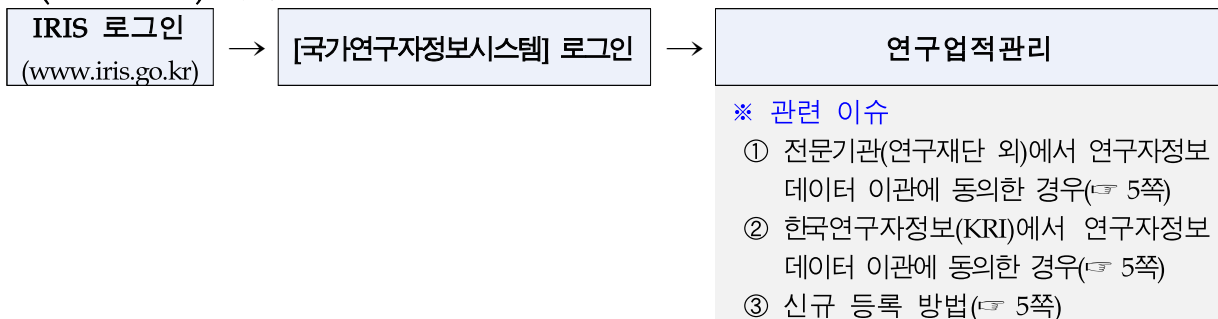 IRIS 로그인
(www.iris.go.kr)
→
[국가연구자정보시스템] 로그인
→
연구업적관리
※ 관련 이슈
① 전문기관(연구재단 외)에서 연구자정보
데이터 이관에 동의한 경우(☞ 5쪽)
② 한국연구자정보(KRI)에서 연구자정보
데이터 이관에 동의한 경우(☞ 5쪽)
③ 신규 등록 방법(☞ 5쪽)